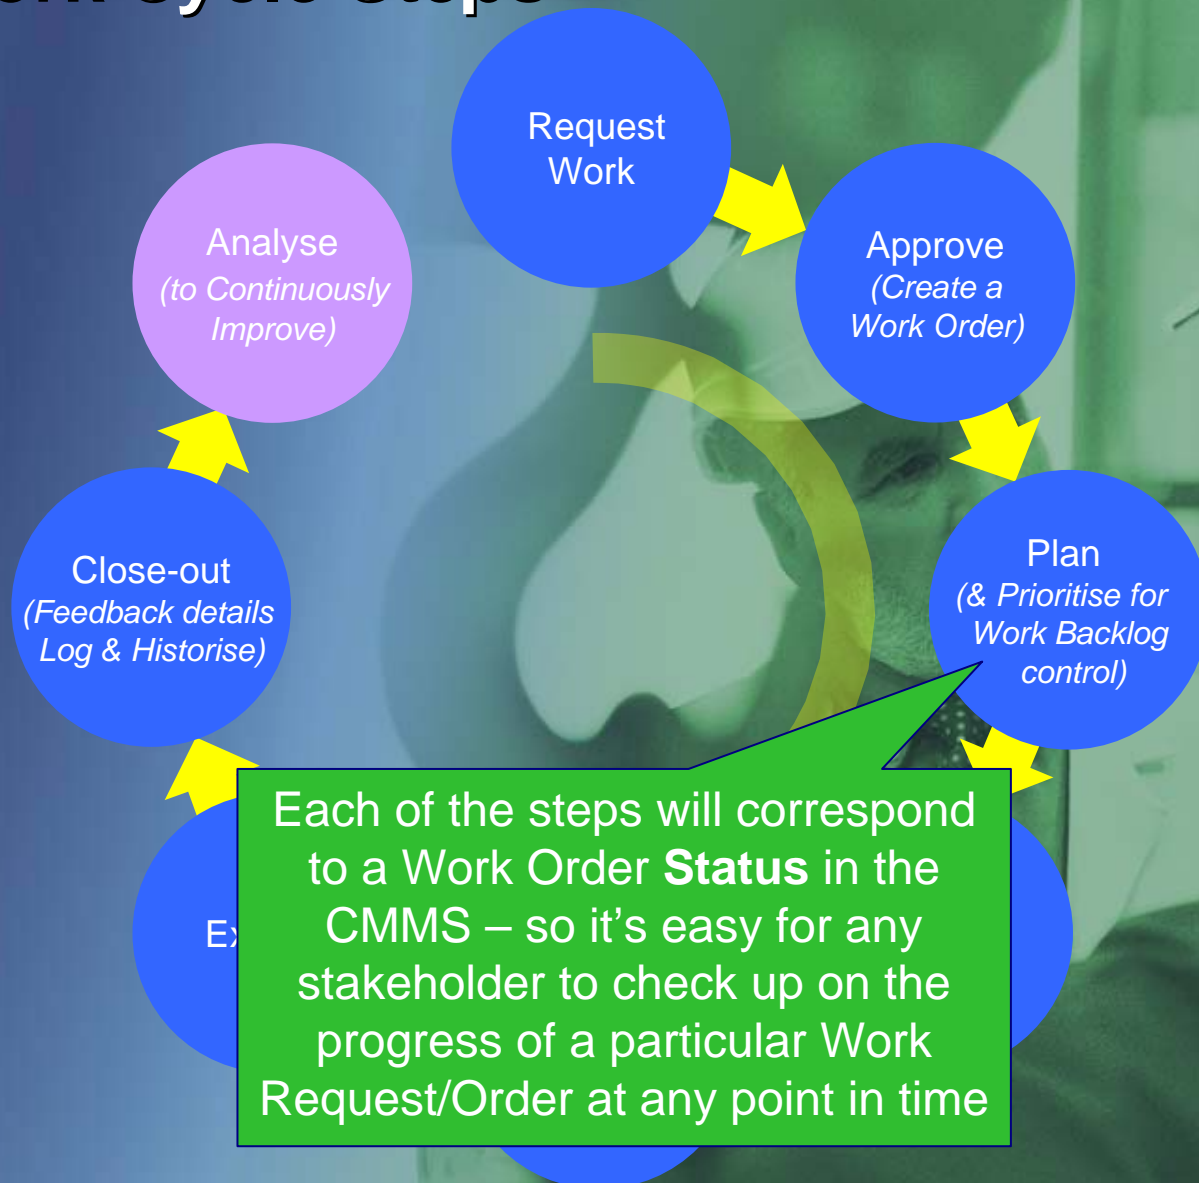 Cycle Steps
Request
Work
Approve
(Create a
Work Order)
Plan
(& Prioritise for
Work Backlog
control)
Each of the steps will correspond
to a Work Order Status in the
CMMS – so it’s easy for any
stakeholder to check up on the
progress of a particular Work
Request/Order at any point in time
Ex
Close-out
(Feedback details
Log & Historise)
Analyse
(to Continuously
Improve)